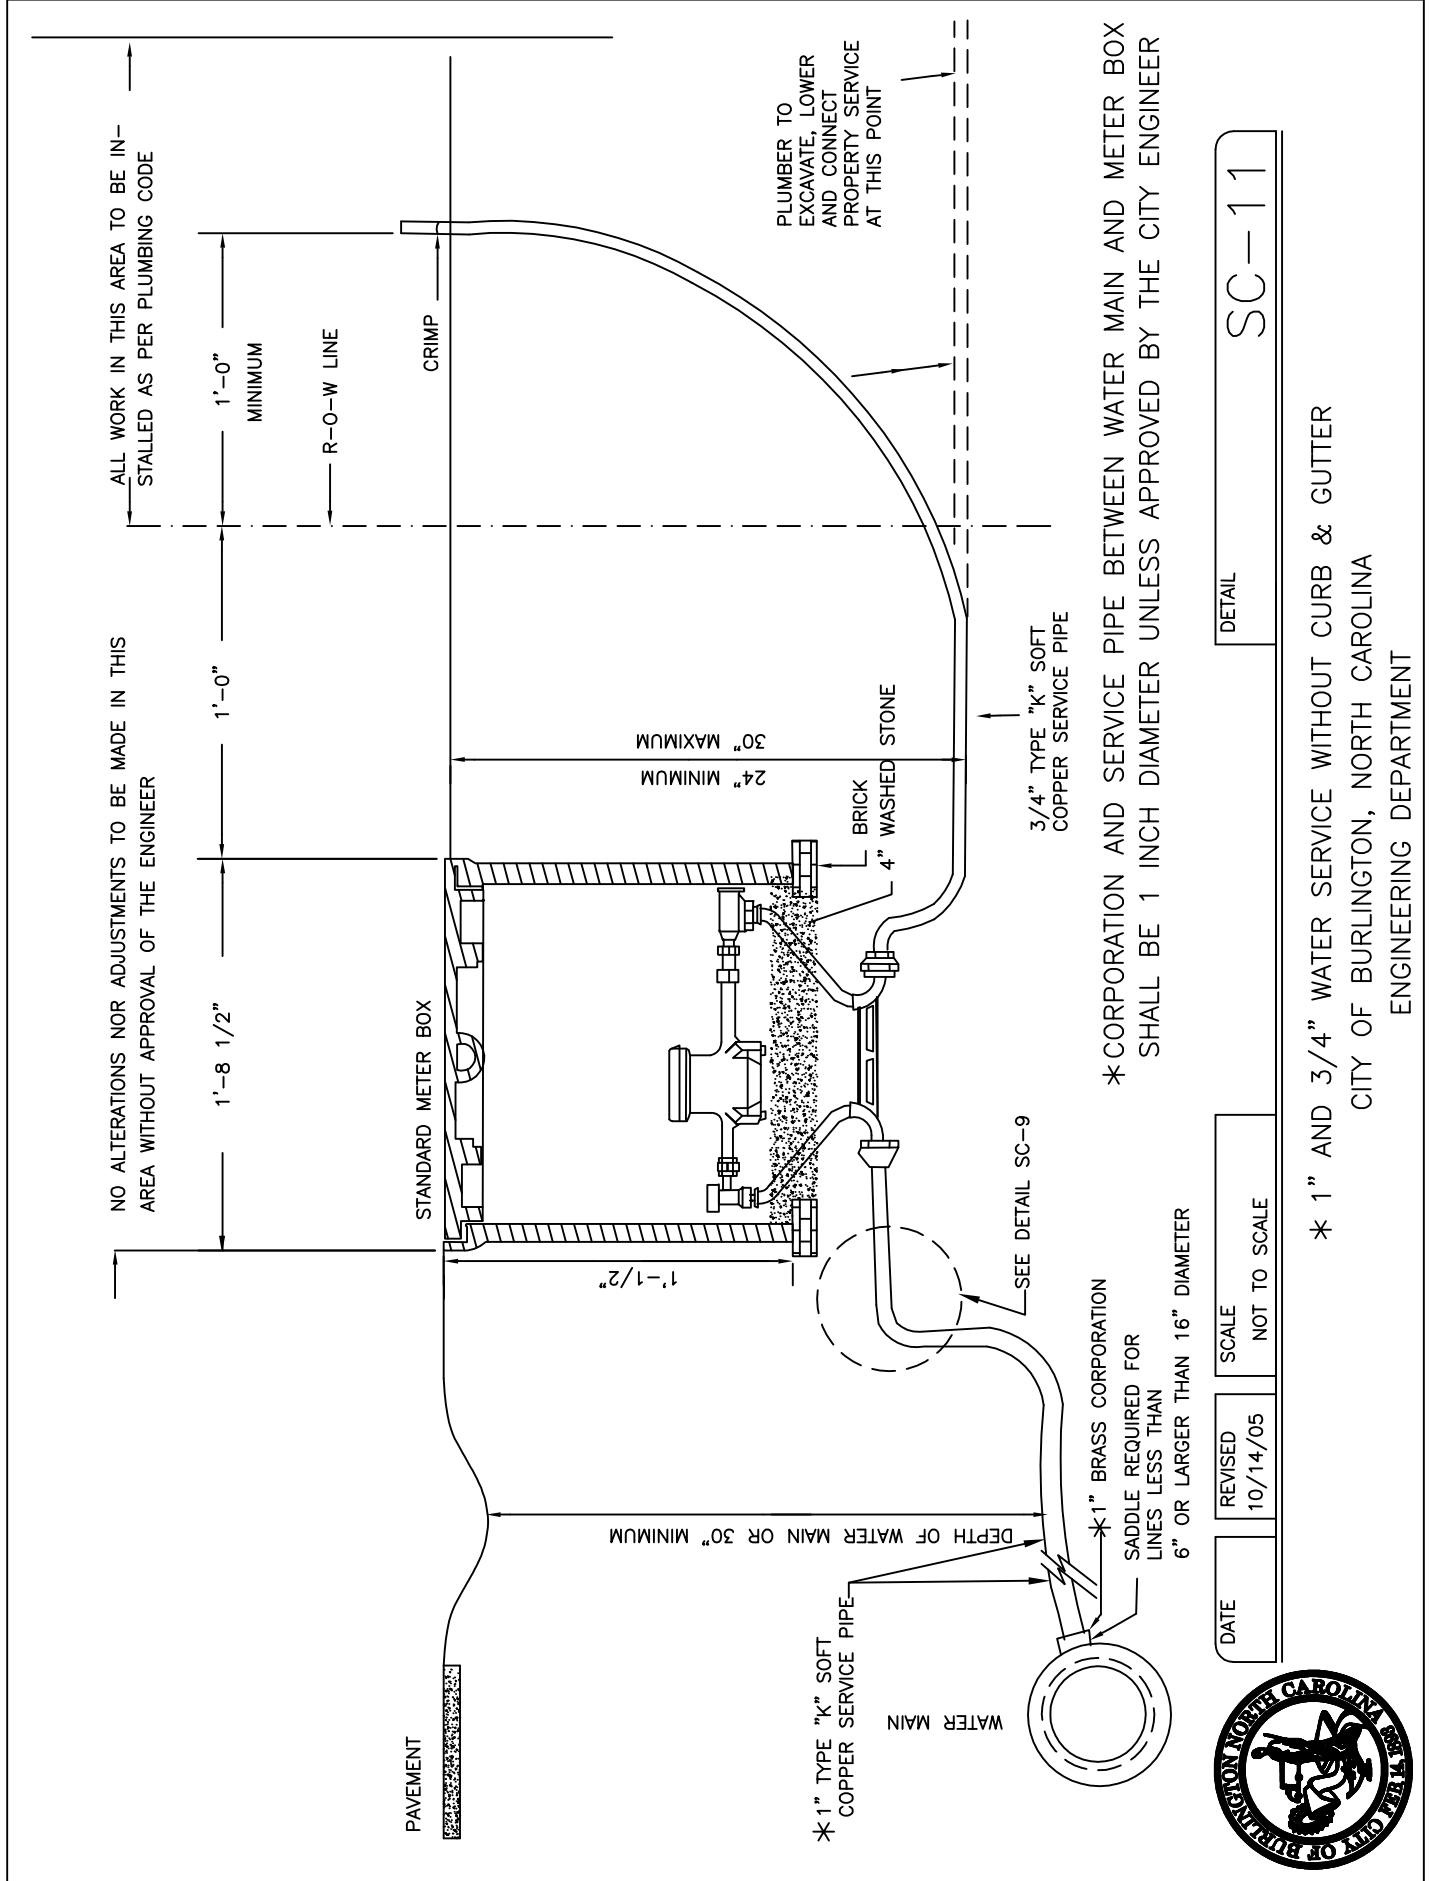 NO ALTERATIONS NOR ADJUSTMENTS TO BE MADE IN THIS
AREA WITHOUT APPROVAL OF THE ENGINEER
ALL WORK IN THIS AREA TO BE IN-
STALLED AS PER PLUMBING CODE
1'-8 1/2"
1'-0"
1'-0"
MINIMUM
R-O-W LINE
PAVEMENT
STANDARD METER BOX
CRIMP
1'-1/2"
24" MINIMUM
30" MAXIMUM
DEPTH OF WATER MAIN OR 30" MINIMUM
PLUMBER TO
EXCAVATE, LOWER
AND CONNECT
PROPERTY SERVICE
AT THIS POINT
BRICK
4" WASHED STONE
*1" TYPE "K" SOFT
COPPER SERVICE PIPE
WATER MAIN
SEE DETAIL SC-9
3/4" TYPE "K" SOFT
COPPER SERVICE PIPE
*1" BRASS CORPORATION
SADDLE REQUIRED FOR
LINES LESS THAN
6" OR LARGER THAN 16" DIAMETER
*CORPORATION AND SERVICE PIPE BETWEEN WATER MAIN AND METER BOX
SHALL BE 1 INCH DIAMETER UNLESS APPROVED BY THE CITY ENGINEER
DATE
REVISED
10/14/05
SCALE
NOT TO SCALE
DETAIL
SC-11
* 1" AND 3/4" WATER SERVICE WITHOUT CURB & GUTTER
CITY OF BURLINGTON, NORTH CAROLINA
ENGINEERING DEPARTMENT
CITY OF BURLINGTON NORTH CAROLINA FEB 14, 1893